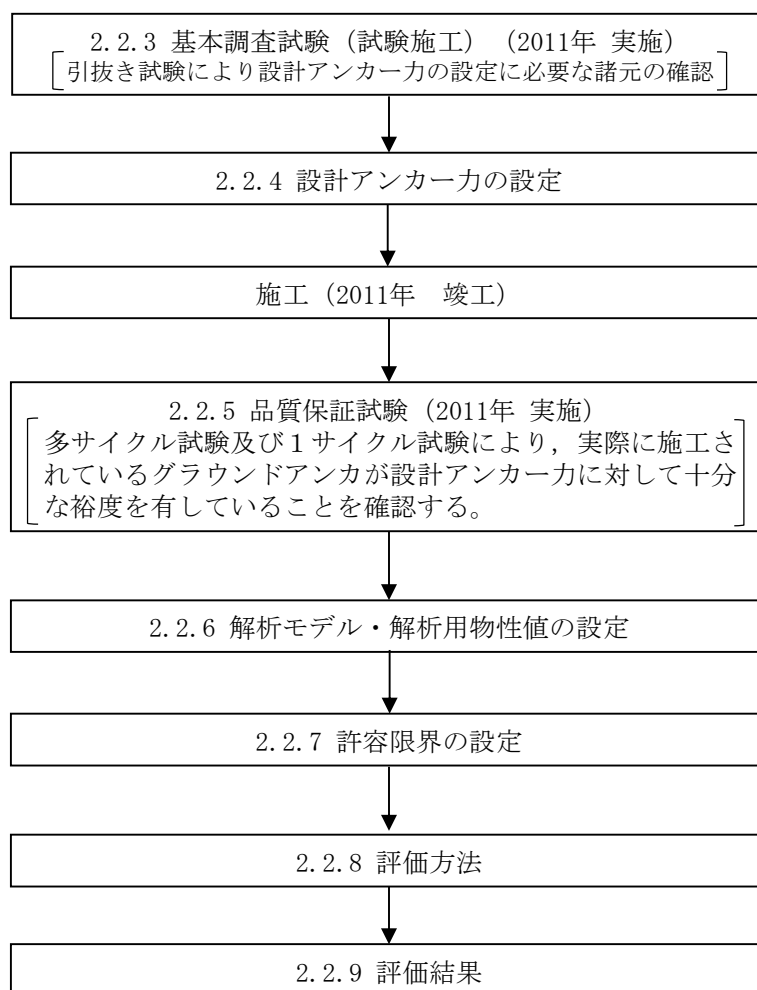 2.2.3 基本調査試験（試験施工）（2011年 実施）
引抜き試験により設計アンカー力の設定に必要な諸元の確認
2.2.4 設計アンカー力の設定
施工（2011年　竣工）
2.2.5 品質保証試験（2011年 実施）
多サイクル試験及び１サイクル試験により，実際に施工さ
れているグラウンドアンカが設計アンカー力に対して十分
な裕度を有していることを確認する。
2.2.6 解析モデル・解析用物性値の設定
2.2.7 許容限界の設定
2.2.8 評価方法
2.2.9 評価結果